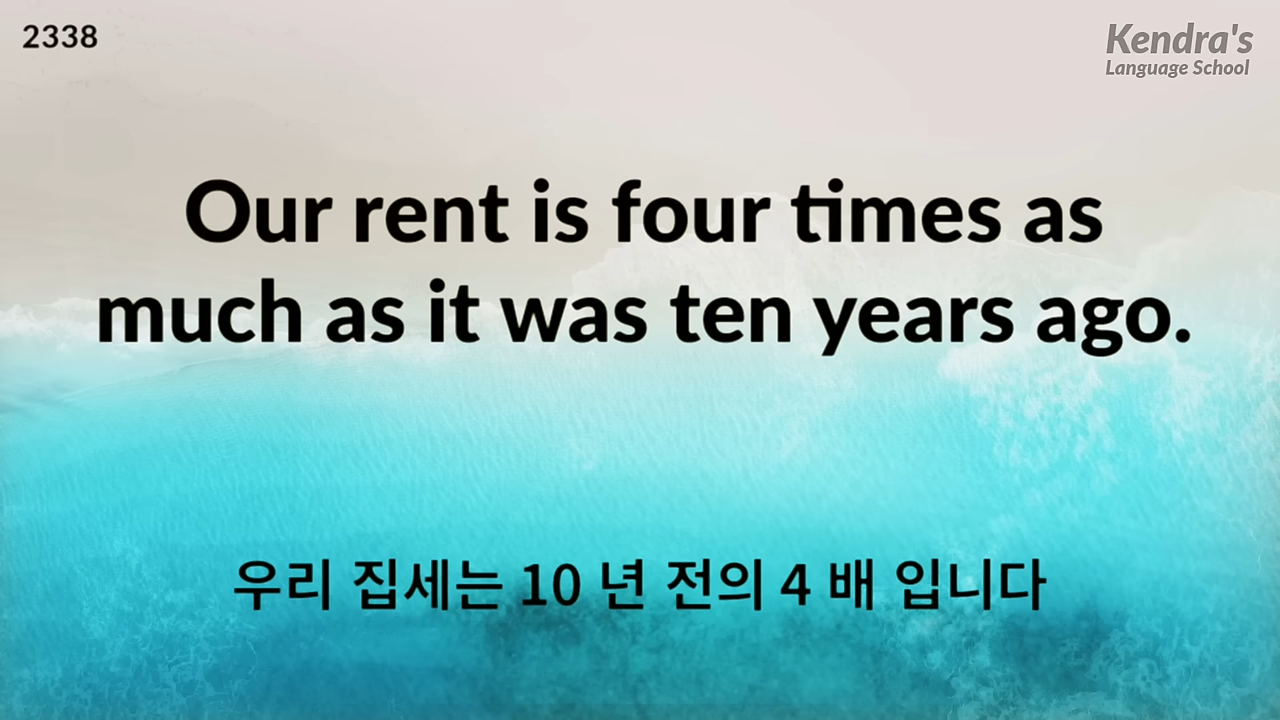 2338
Kendra's
Language School
Our rent is four times as
much as it was ten years ago.
우리 집세는 10 년 전의 4 배 입니다